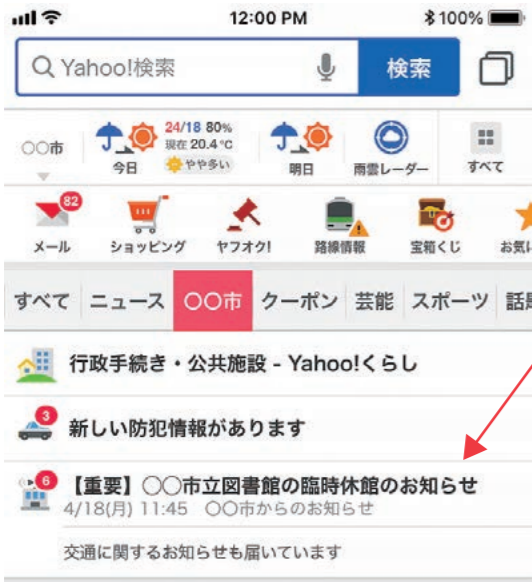 12:00 PM
100%
Yahoo!検索
検索
〇〇市
24/18 80%
現在 20.4℃
やや多い
今日
明日
雨雲レーダー
すべて
82
メール
ショッピング
ヤフオク!
路線情報
宝箱くじ
お気に
すべて ニュース 〇〇市 クーポン 芸能 スポーツ 話題
行政手続き・公共施設 - Yahoo!くらし
3
新しい防犯情報があります
6
【重要】〇〇市立図書館の臨時休館のお知らせ
4/18(月) 11:45 〇〇市からのお知らせ
交通に関するお知らせも届いています